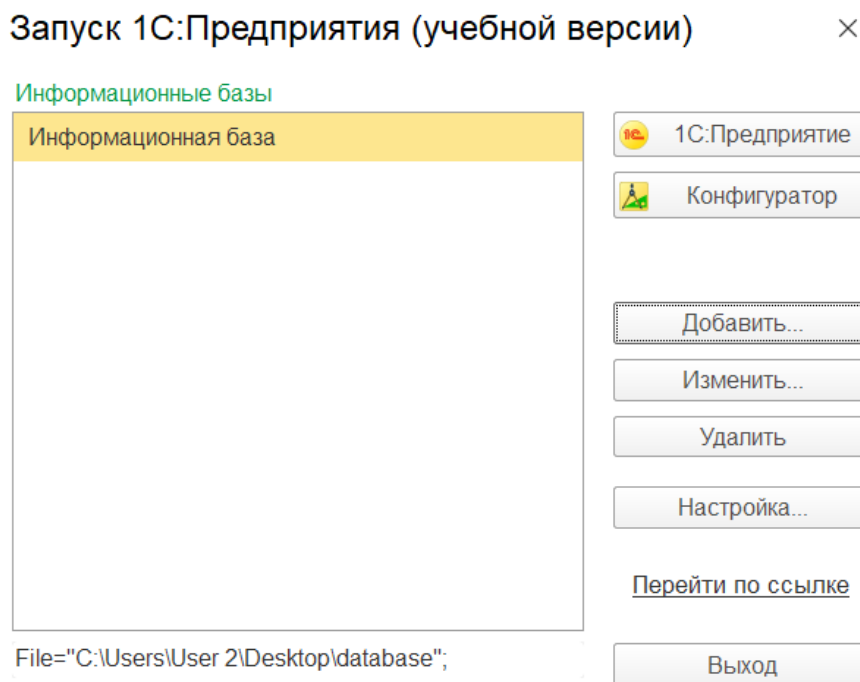 Запуск 1С:Предприятия (учебной версии)
Информационные базы
Информационная база
1С:Предприятие
Конфигуратор
Добавить...
Изменить...
Удалить
Настройка...
Перейти по ссылке
File="C:\Users\User 2\Desktop\database";
Выход